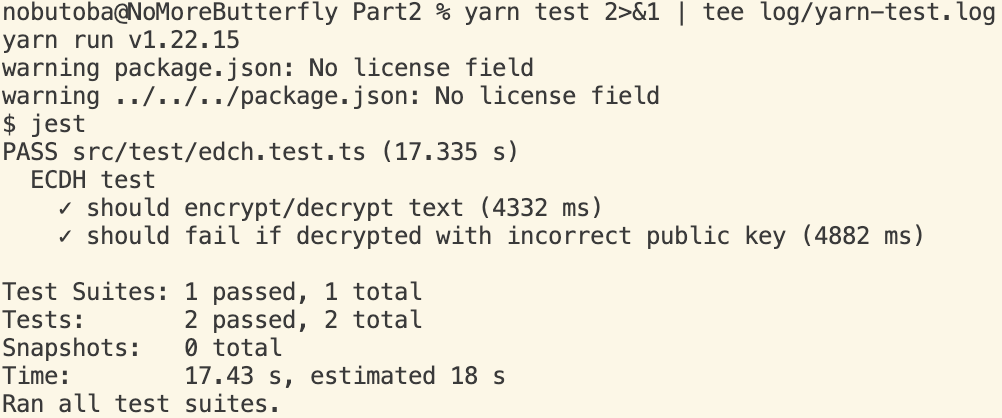 nobutoba@NoMoreButterfly Part2 % yarn test 2>&1 | tee log/yarn-test.log
yarn run v1.22.15
warning package.json: No license field
warning ../../../package.json: No license field
$ jest
PASS src/test/edch.test.ts (17.335 s)
  ECDH test
    ✓ should encrypt/decrypt text (4332 ms)
    ✓ should fail if decrypted with incorrect public key (4882 ms)

Test Suites: 1 passed, 1 total
Tests:       2 passed, 2 total
Snapshots:   0 total
Time:        17.43 s, estimated 18 s
Ran all test suites.